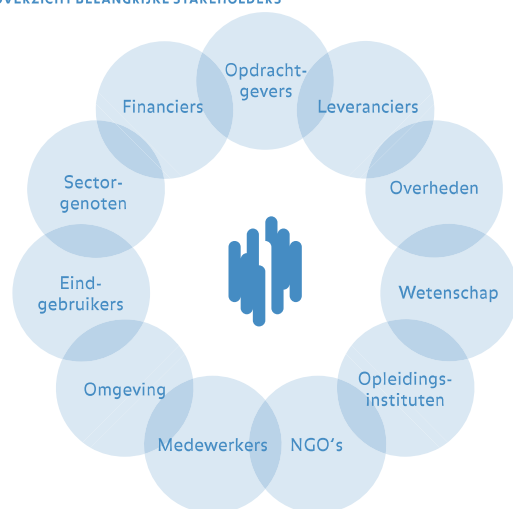 OVERZICHT BELANGRIJKE STAKEHOLDERS
Opdracht-
gevers
Leveranciers
Overheden
Wetenschap
Opleidings-
instituten
NGO's
Medewerkers
Omgeving
Eind-
gebruikers
Sector-
genoten
Financiers